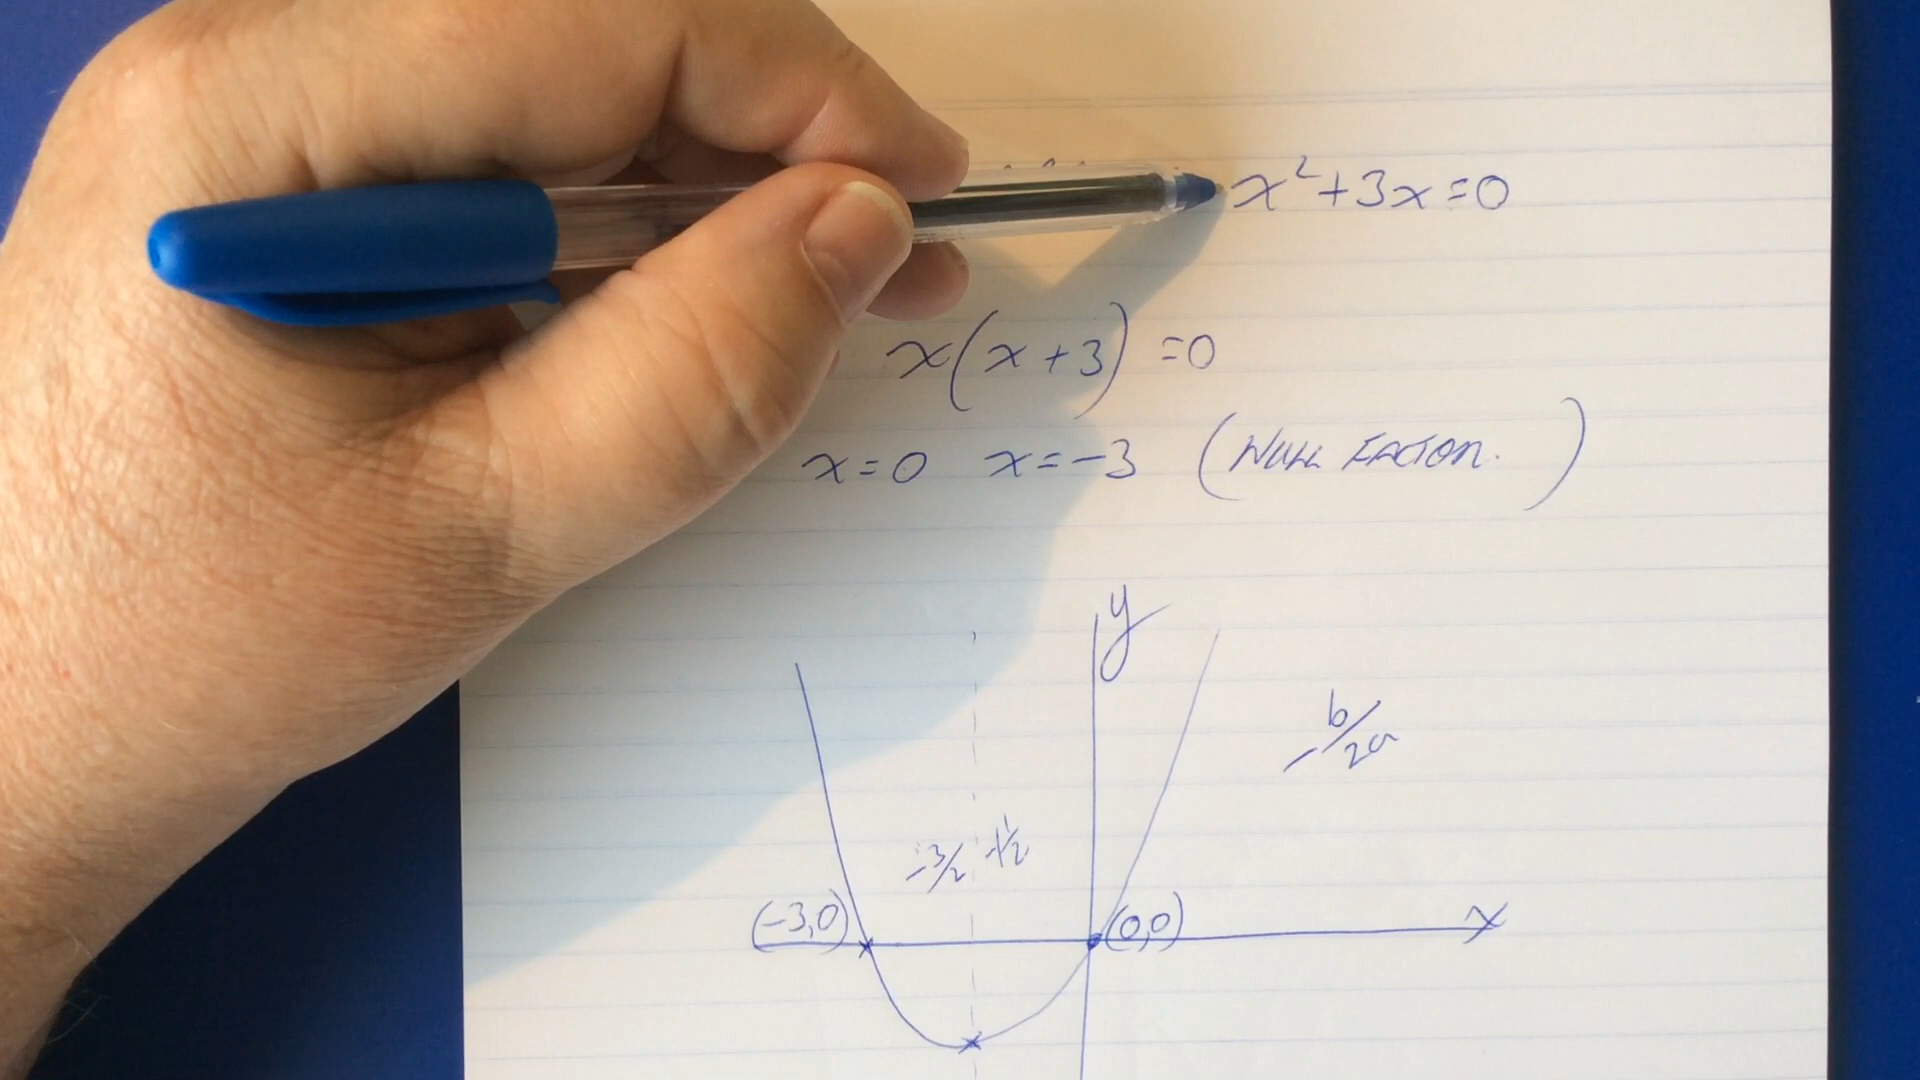 x²+3x=0
x(x+3) =0
x=0 x=-3 (NULL FACTOR. )
y
-b/2a
-3/2 -1½
(-3,0) (0,0) x